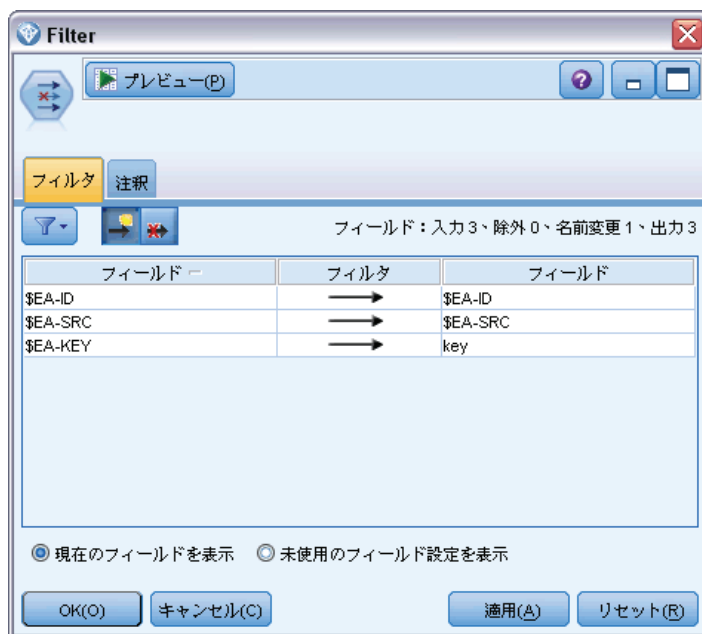 Filter
プレビュー(P)
フィルタ 注釈
フィールド：入力 3、除外 0、名前変更 1、出力 3
フィールド フィルタ フィールド
$EA-ID $EA-ID
$EA-SRC $EA-SRC
$EA-KEY key
現在のフィールドを表示 未使用のフィールド設定を表示
OK(O) キャンセル(C) 適用(A) リセット(R)